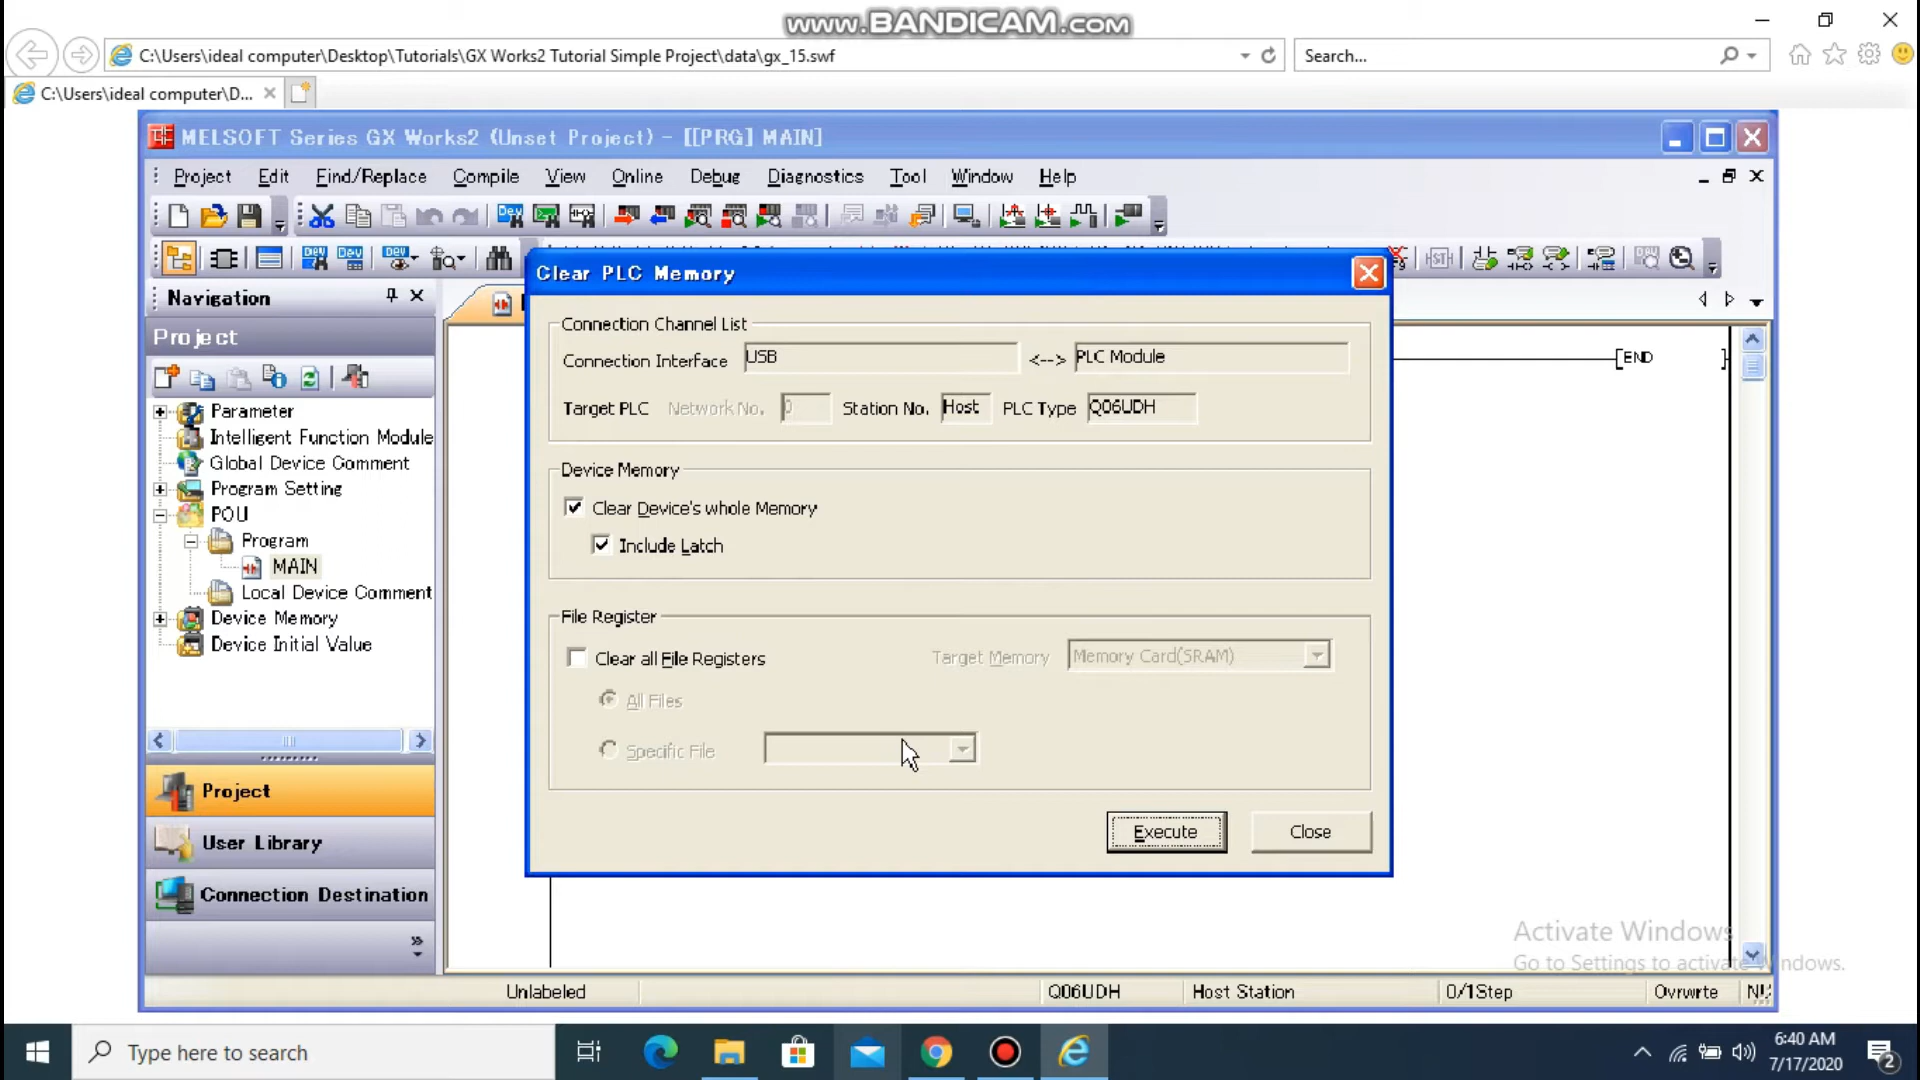 www.BANDICAM.com
C:\Users\ideal computer\Desktop\Tutorials\GX Works2 Tutorial Simple Project\data\gx_15.swf
Search...
C:\Users\ideal computer\D...
MELSOFT Series GX Works2 (Unset Project) - [[PRG] MAIN]
Project Edit Find/Replace Compile View Online Debug Diagnostics Tool Window Help
Navigation
Project
Parameter
Intelligent Function Module
Global Device Comment
Program Setting
POU
Program
MAIN
Local Device Comment
Device Memory
Device Initial Value
Project
User Library
Connection Destination
Clear PLC Memory
Connection Channel List
Connection Interface USB <--> PLC Module
Target PLC Network No. 0 Station No. Host PLC Type Q06UDH
Device Memory
Clear Device's whole Memory
Include Latch
File Register
Clear all File Registers Target Memory Memory Card(SRAM)
All Files
Specific File
Execute Close
[END ]
Activate Windows
Go to Settings to activate Windows.
Unlabeled Q06UDH Host Station 0/1Step Ovrwrte
Type here to search
6:40 AM
7/17/2020
2